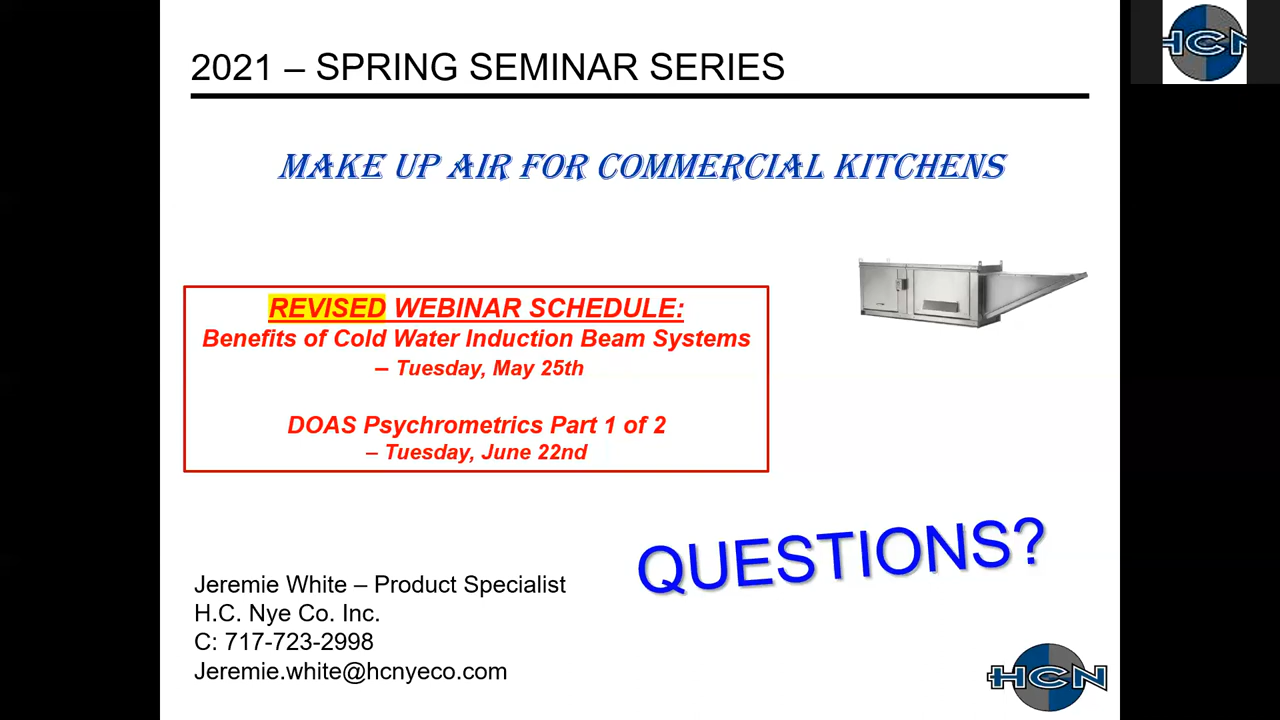 2021 – SPRING SEMINAR SERIES
HCN
MAKE UP AIR FOR COMMERCIAL KITCHENS
REVISED WEBINAR SCHEDULE:
Benefits of Cold Water Induction Beam Systems
– Tuesday, May 25th
DOAS Psychrometrics Part 1 of 2
– Tuesday, June 22nd
QUESTIONS?
Jeremie White – Product Specialist
H.C. Nye Co. Inc.
C: 717-723-2998
Jeremie.white@hcnyeco.com
HCN